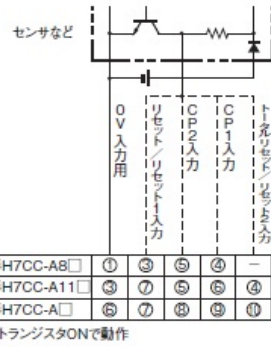 センサなど
0V入力用
リセット/リセット1入力
CP2入力
CP1入力
トータルリセット/リセット2入力
H7CC-A8□ ① ③ ⑤ ④ −
H7CC-A11□ ③ ⑦ ⑤ ⑥ ④
H7CC-A□ ⑥ ⑦ ⑧ ⑨ ⑩
トランジスタONで動作